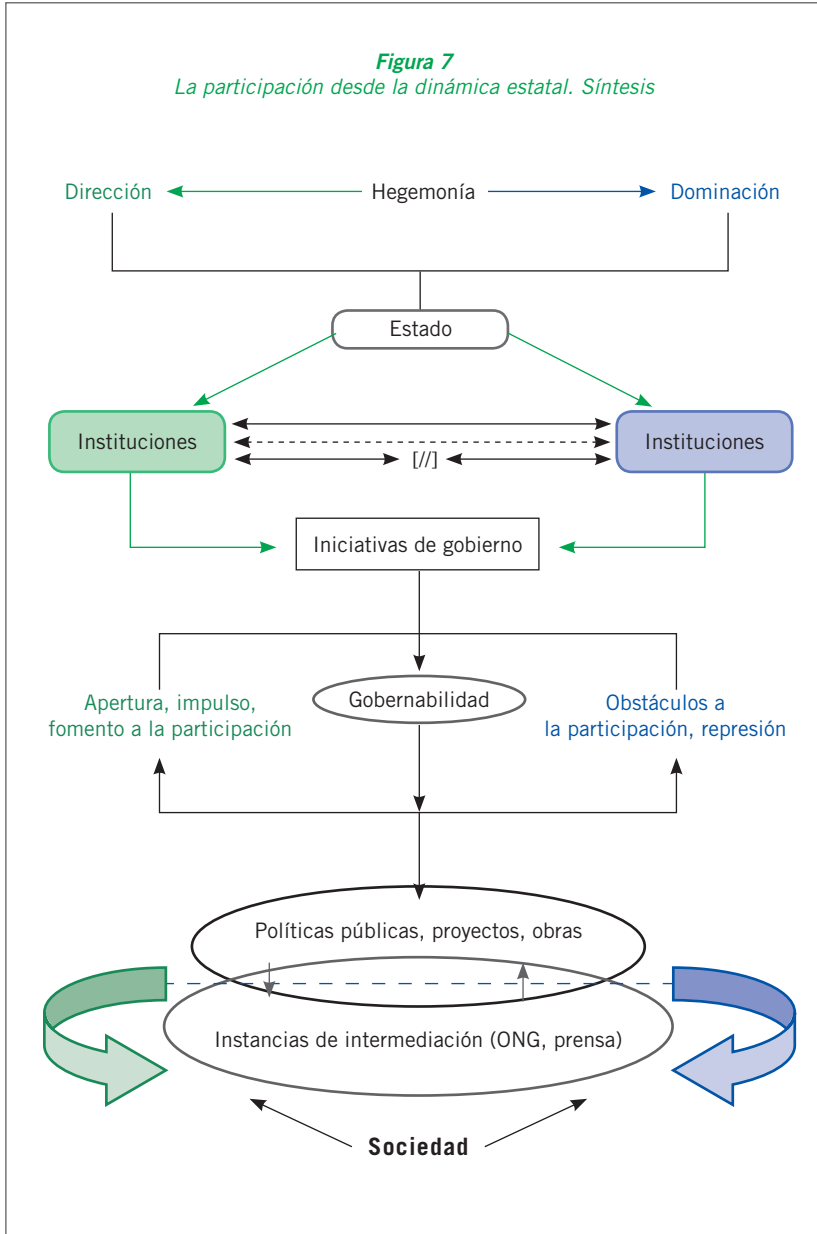 Figura 7
La participación desde la dinámica estatal. Síntesis
Dirección
Hegemonía
Dominación
Estado
Instituciones
[//]
Instituciones
Iniciativas de gobierno
Apertura, impulso,
fomento a la participación
Gobernabilidad
Obstáculos a
la participación, represión
Políticas públicas, proyectos, obras
Instancias de intermediación (ONG, prensa)
Sociedad